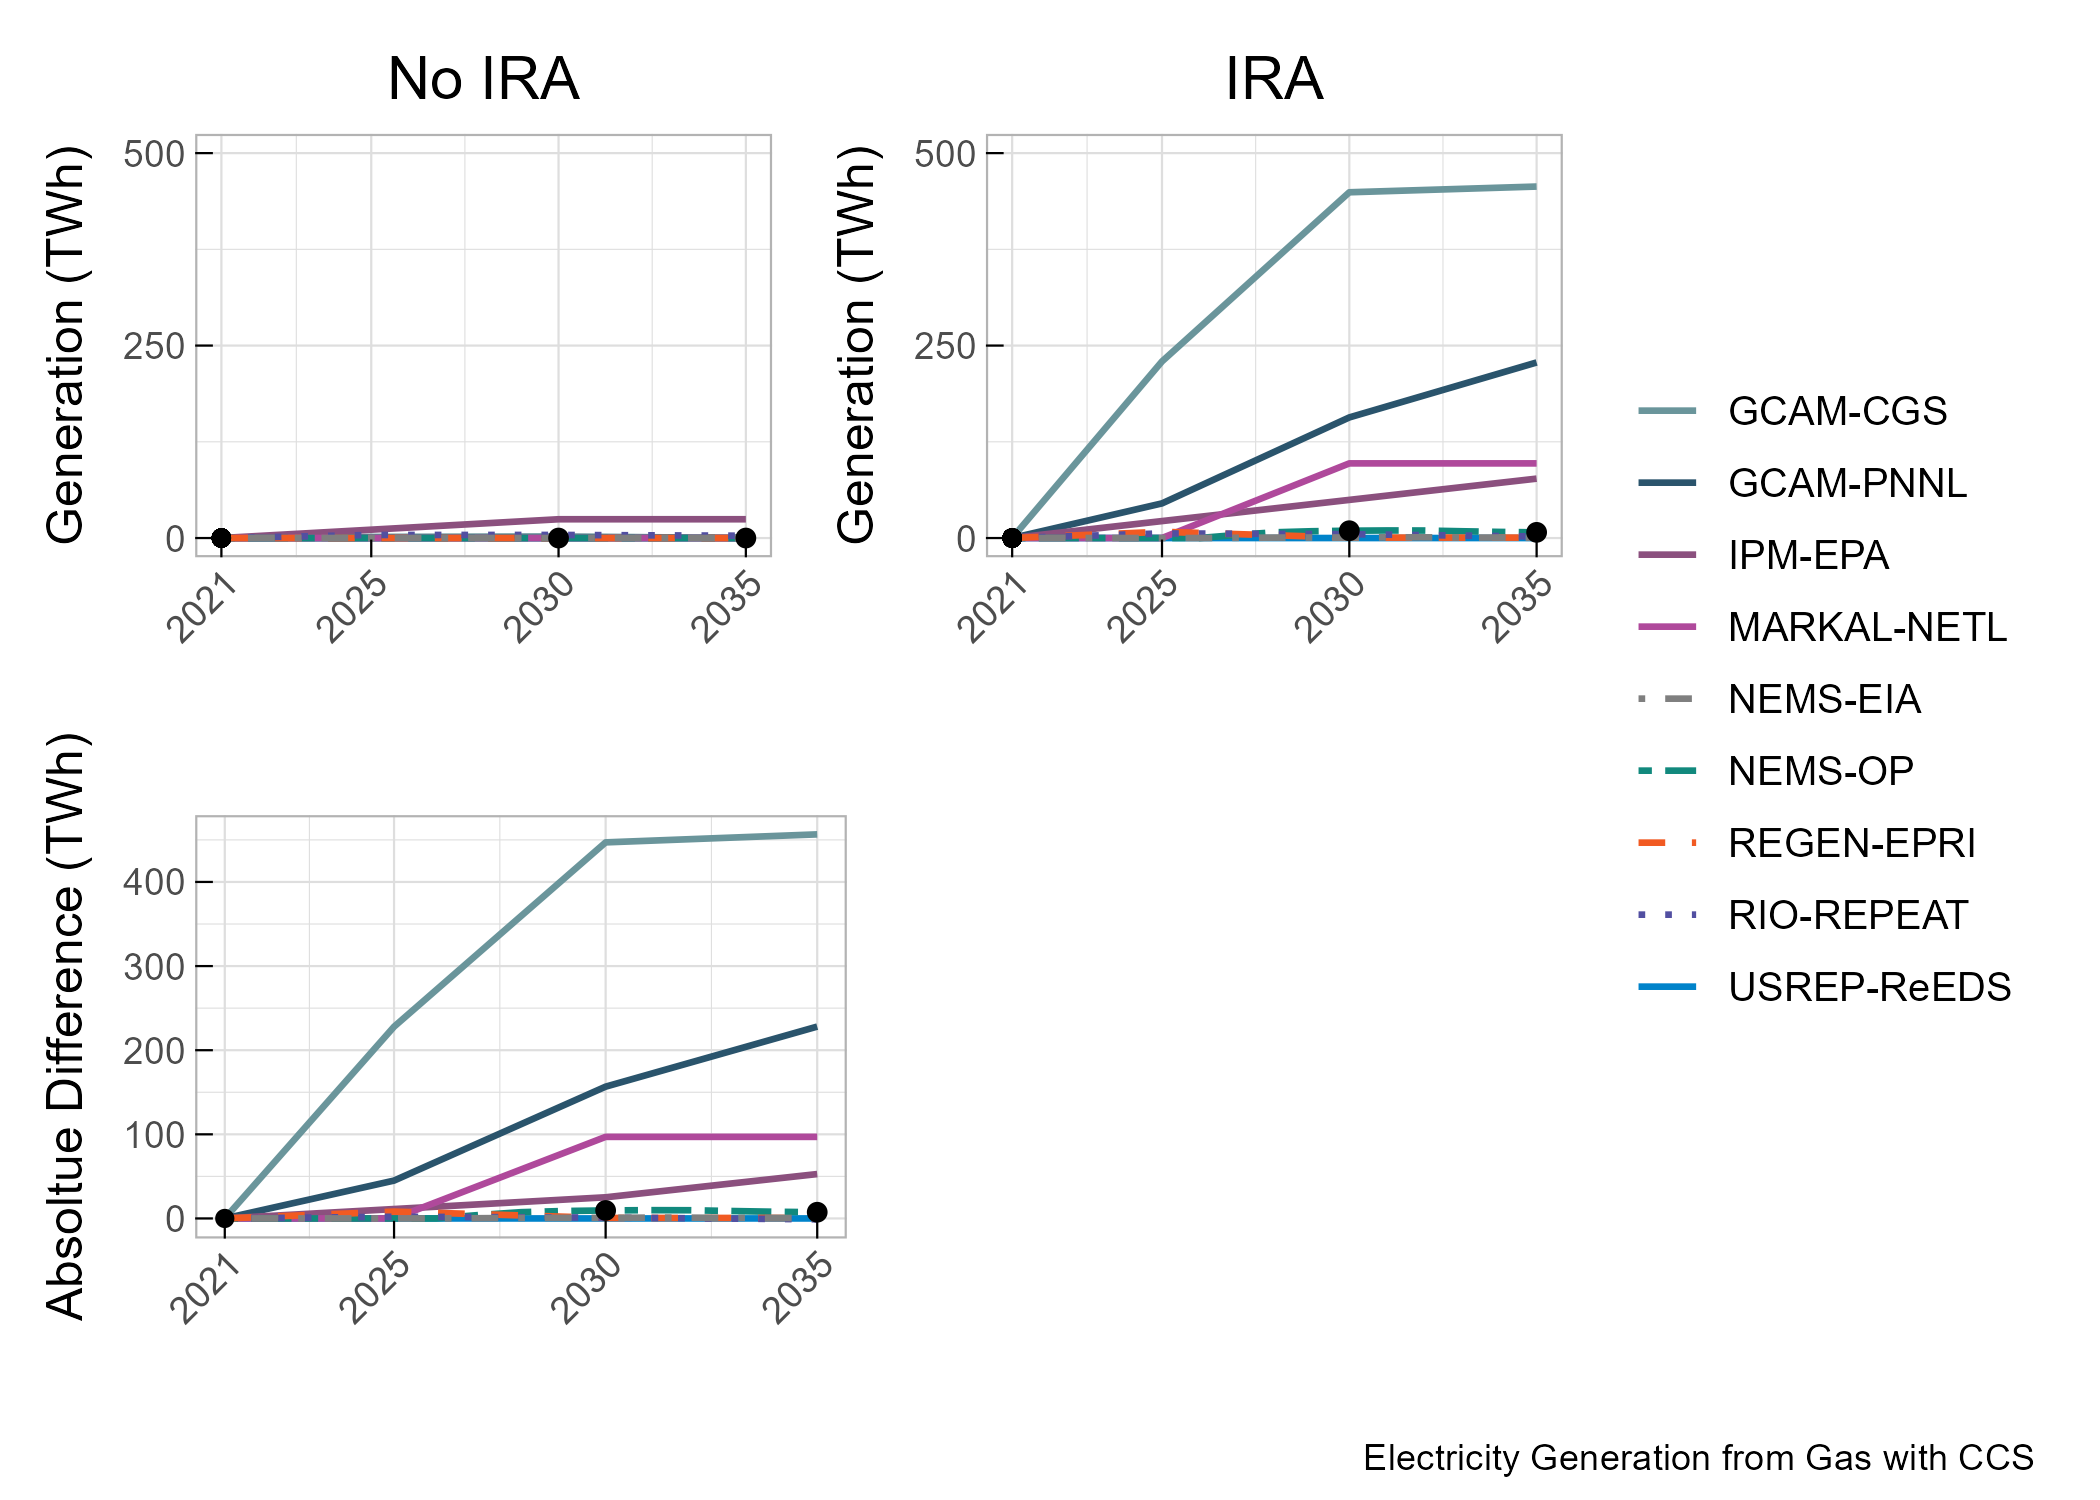 No IRA
IRA
Generation (TWh)
500
250
0
2021
2025
2030
2035
Generation (TWh)
500
250
0
2021
2025
2030
2035
GCAM-CGS
GCAM-PNNL
IPM-EPA
MARKAL-NETL
NEMS-EIA
NEMS-OP
REGEN-EPRI
RIO-REPEAT
USREP-ReEDS
Absoltue Difference (TWh)
400
300
200
100
0
2021
2025
2030
2035
Electricity Generation from Gas with CCS